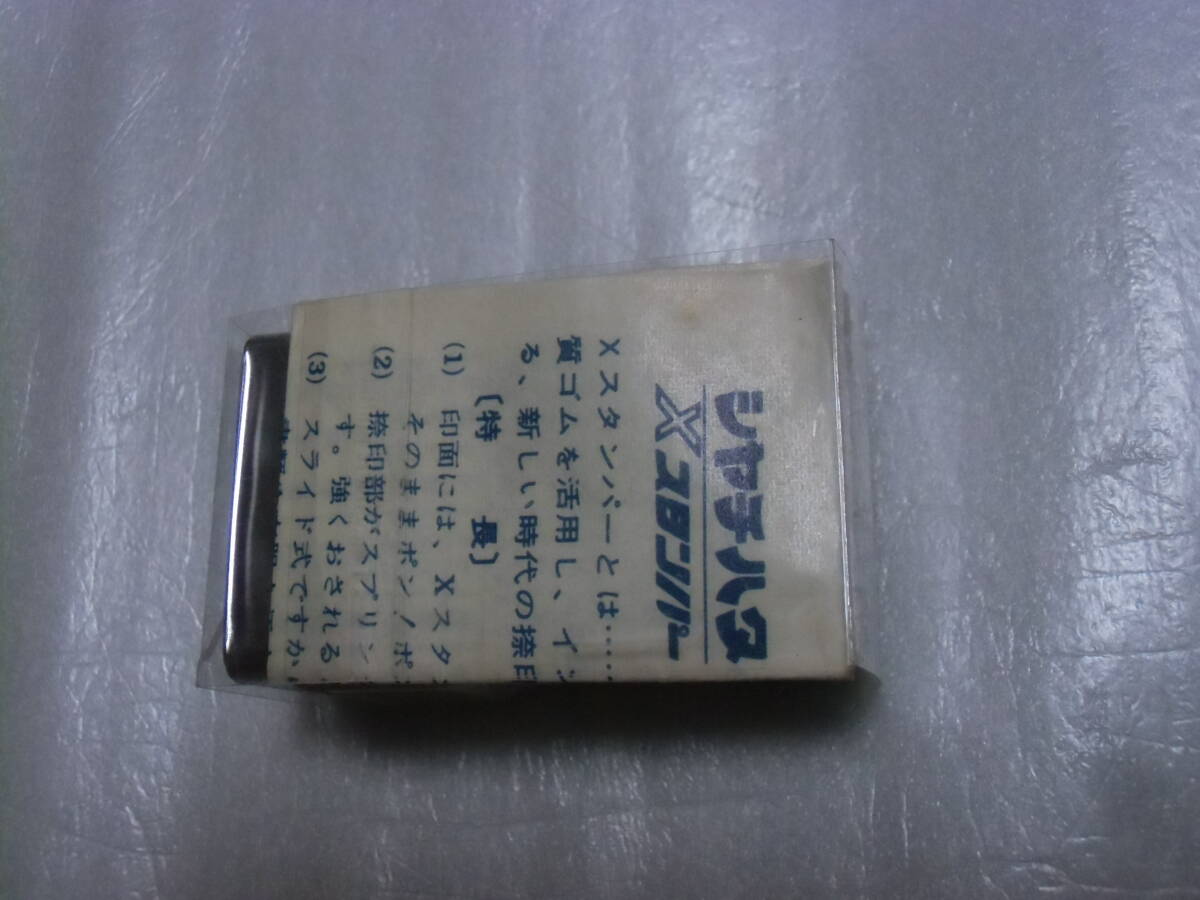 シヤチハタ
Xスタンパー
Xスタンパーとは……
質ゴムを活用し、イン
る、新しい時代の捺印
〔特　長〕
(1) 印面には、Xスタン
そのままポン！ポン
(2) 捺印部がスプリン
す。強くおされる
(3) スライド式ですか